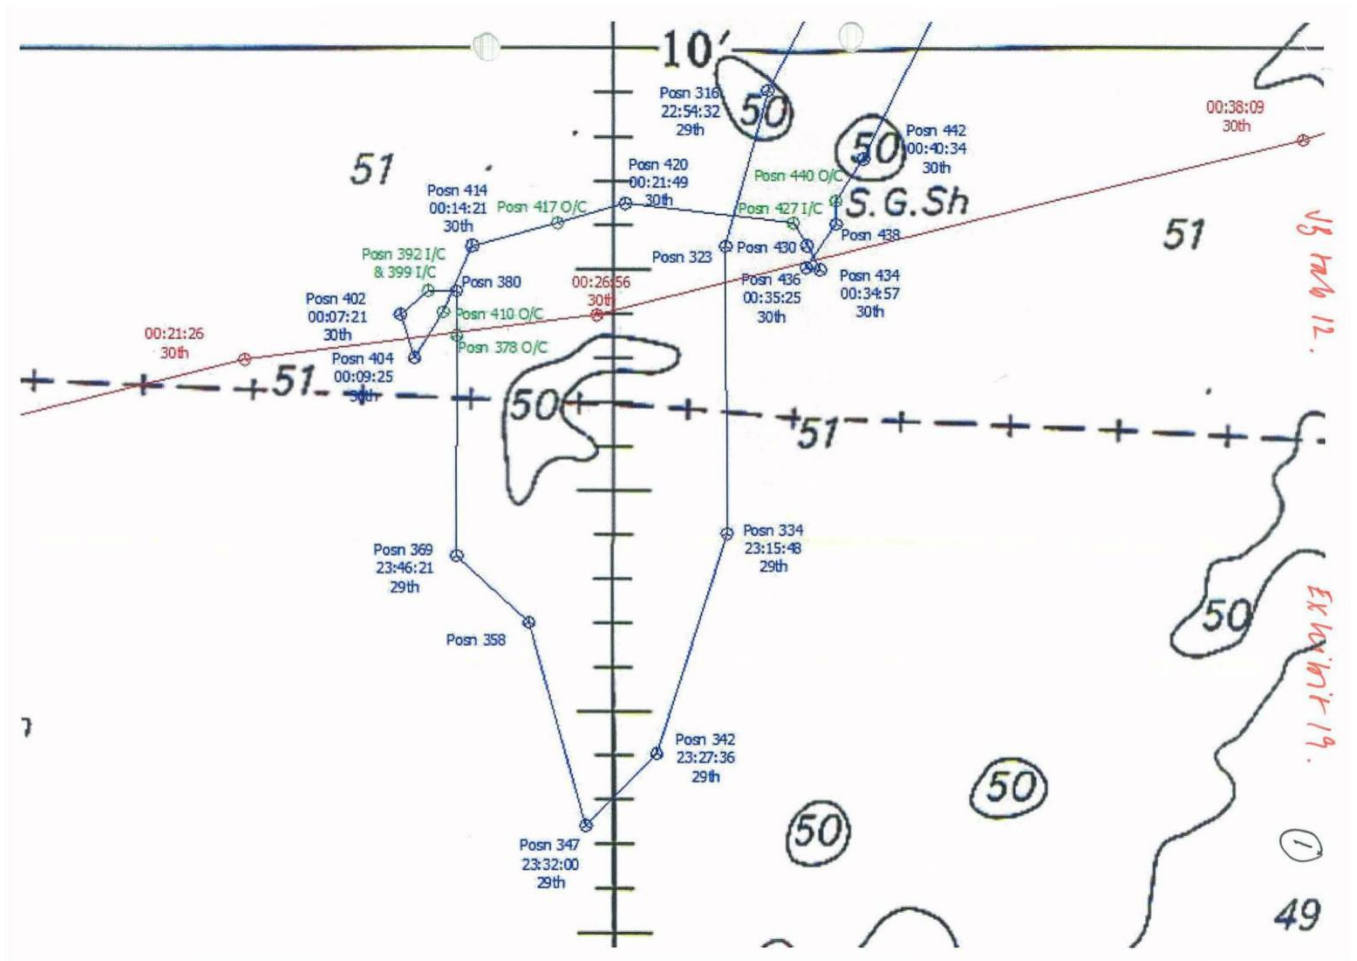 10'
Posn 316
22:54:32
29th
50
00:38:09
30th
50
Posn 442
00:40:34
30th
51
Posn 420
00:21:49
30th
Posn 440 O/C
Posn 414
00:14:21
30th
Posn 417 O/C
Posn 427 I/C
S.G.Sh
51
Posn 392 I/C
& 399 I/C
Posn 323
Posn 430
Posn 438
Posn 380
00:26:56
30th
Posn 436
00:35:25
30th
Posn 434
00:34:57
30th
Posn 402
00:07:21
30th
Posn 410 O/C
00:21:26
30th
Posn 378 O/C
Posn 404
00:09:25
30th
51
50
51
Posn 369
23:46:21
29th
Posn 334
23:15:48
29th
Posn 358
50
Posn 342
23:27:36
29th
50
50
Posn 347
23:32:00
29th
49
tab 12.
Exhibit 19.
1